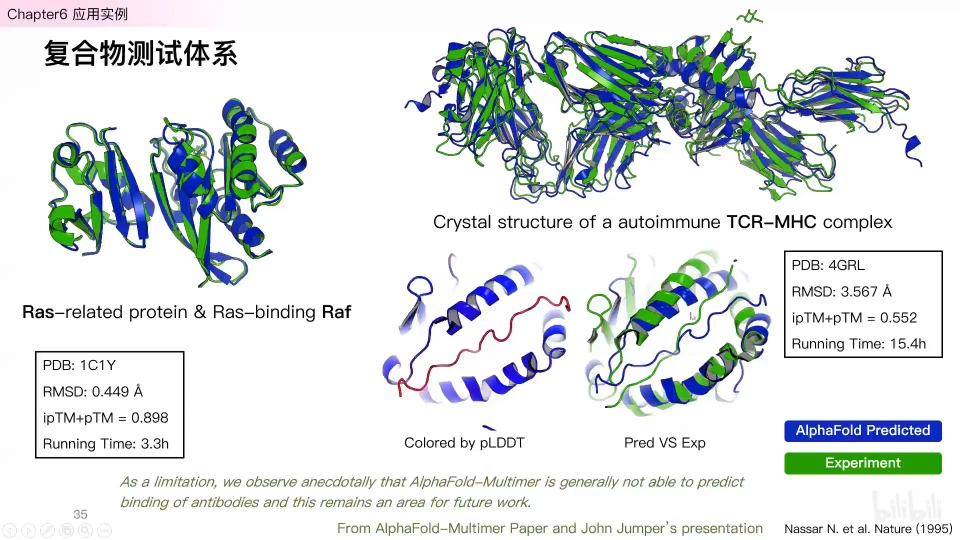 Chapter6 应用实例
复合物测试体系
Crystal structure of a autoimmune TCR-MHC complex
Ras-related protein & Ras-binding Raf
PDB: 1C1Y
RMSD: 0.449 Å
ipTM+pTM = 0.898
Running Time: 3.3h
PDB: 4GRL
RMSD: 3.567 Å
ipTM+pTM = 0.552
Running Time: 15.4h
Colored by pLDDT
Pred VS Exp
AlphaFold Predicted
Experiment
As a limitation, we observe anecdotally that AlphaFold-Multimer is generally not able to predict
binding of antibodies and this remains an area for future work.
From AlphaFold-Multimer Paper and John Jumper's presentation
Nassar N. et al. Nature (1995)
35
bilibili